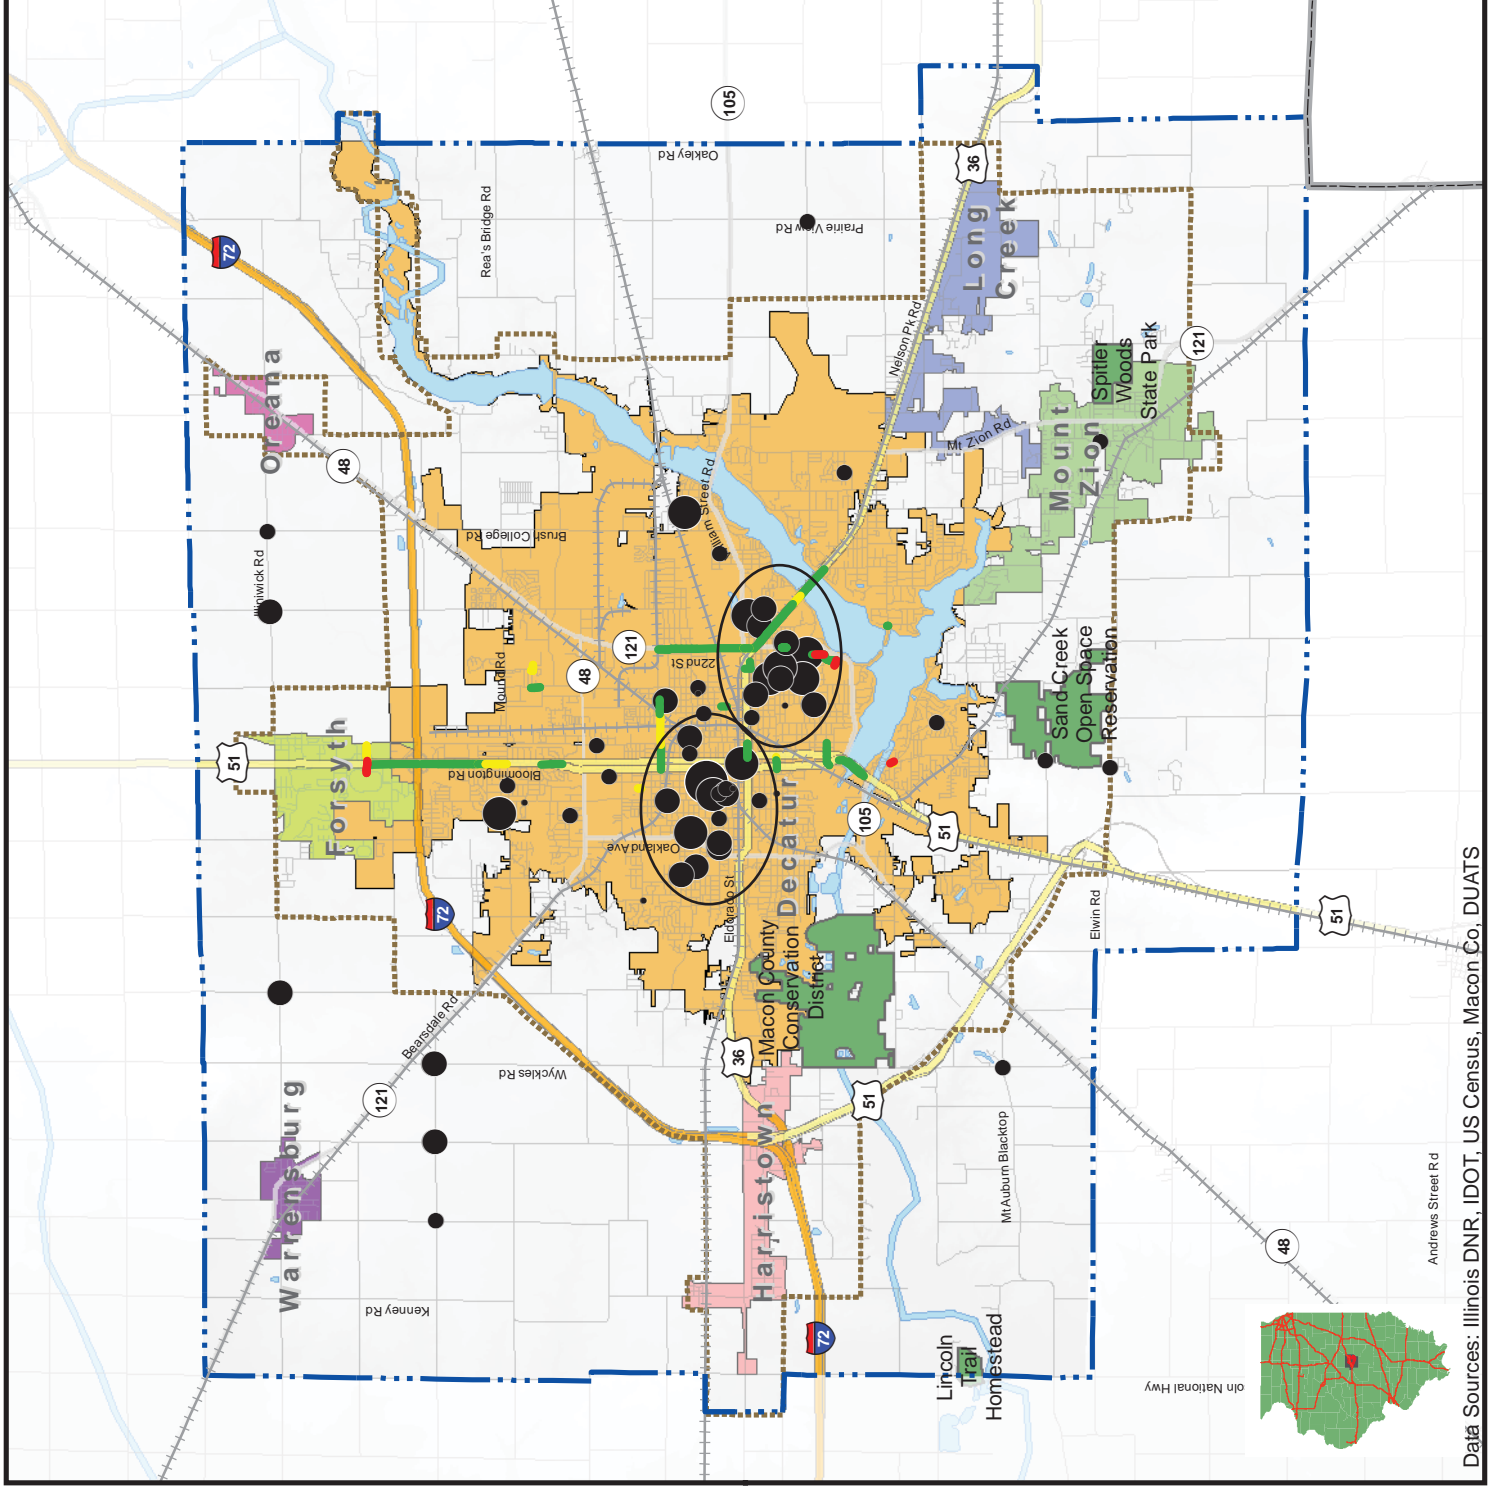 105
36
Oakley Rd
72
Rea's Bridge Rd
Prairie View Rd
Long
Creek
Oreana
48
Nelson Pk Rd
Spitler
Woods
State Park
121
Mount
Zion
Mt Zion Rd
Brush College Rd
William Street Rd
Winiwick Rd
121
48
22nd St
Mound Rd
Sand Creek
Open Space
Reservation
51
Forsyth
Bloomington Rd
Decatur
105
51
Oakland Ave
Eldorado St
72
Macon County
Conservation
District
Elwin Rd
51
36
Bearsdale Rd
Wyckles Rd
121
51
Warrensburg
Harristown
Mt Auburn Blacktop
Kenney Rd
72
48
Andrews Street Rd
Lincoln
Trail
Homestead
oln National Hwy
Data Sources: Illinois DNR, IDOT, US Census, Macon Co, DUATS